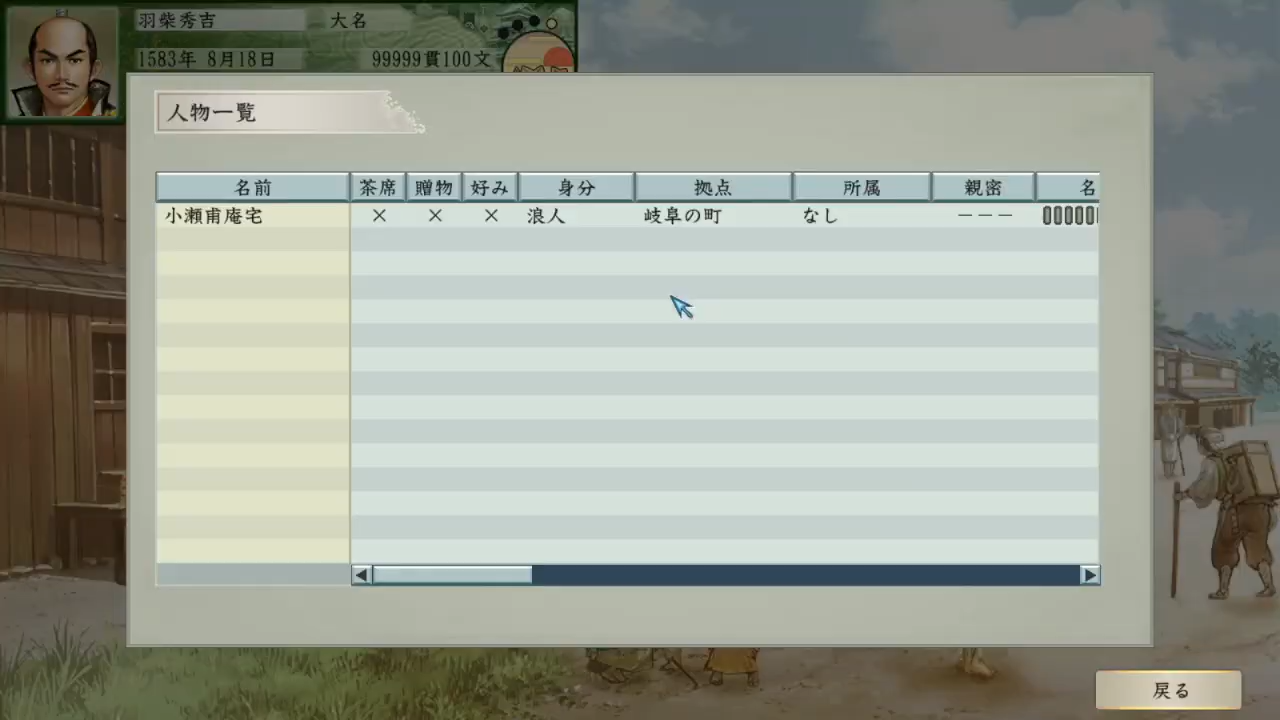 羽柴秀吉 大名
1583年 8月18日 99999貫100文
人物一覧
名前 茶席 贈物 好み 身分 拠点 所属 親密 名
小瀬甫庵宅 × × × 浪人 岐阜の町 なし －－－
戻る